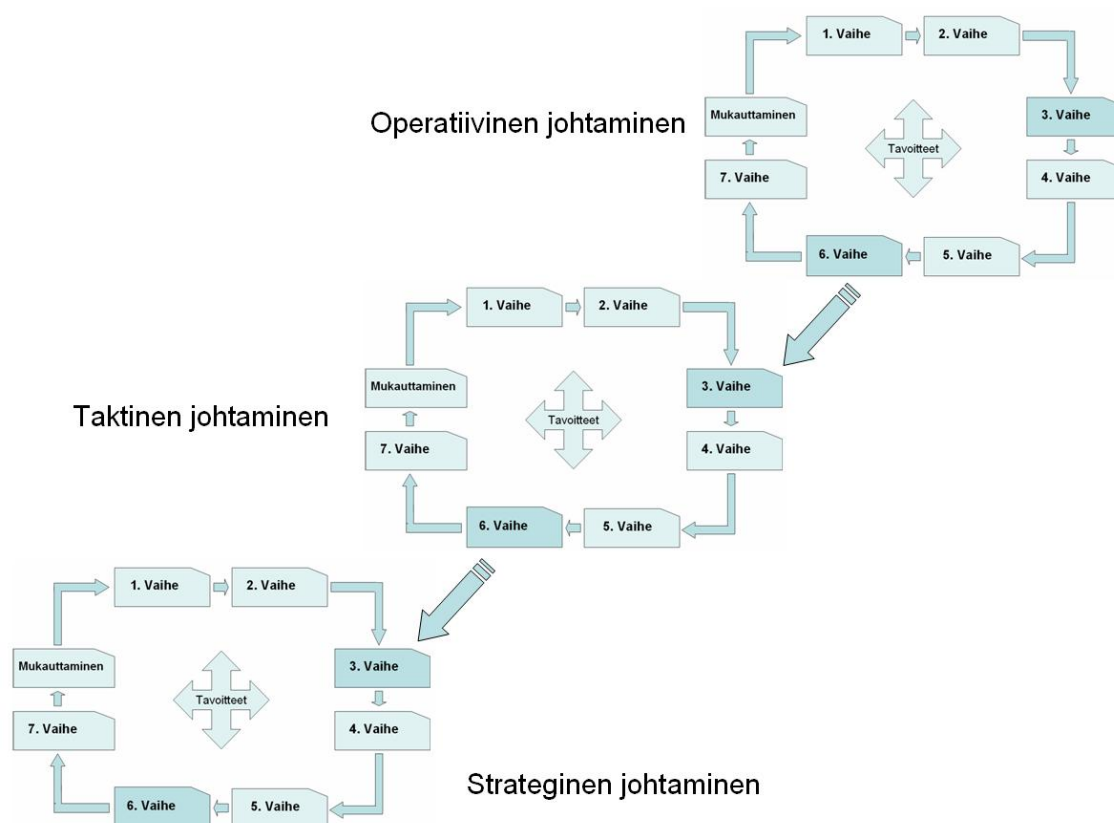 1. Vaihe
2. Vaihe
Operatiivinen johtaminen
Mukauttaminen
3. Vaihe
Tavoitteet
7. Vaihe
4. Vaihe
6. Vaihe
5. Vaihe
1. Vaihe
2. Vaihe
Taktinen johtaminen
Mukauttaminen
3. Vaihe
Tavoitteet
7. Vaihe
4. Vaihe
6. Vaihe
5. Vaihe
1. Vaihe
2. Vaihe
Mukauttaminen
3. Vaihe
Tavoitteet
7. Vaihe
4. Vaihe
Strateginen johtaminen
6. Vaihe
5. Vaihe